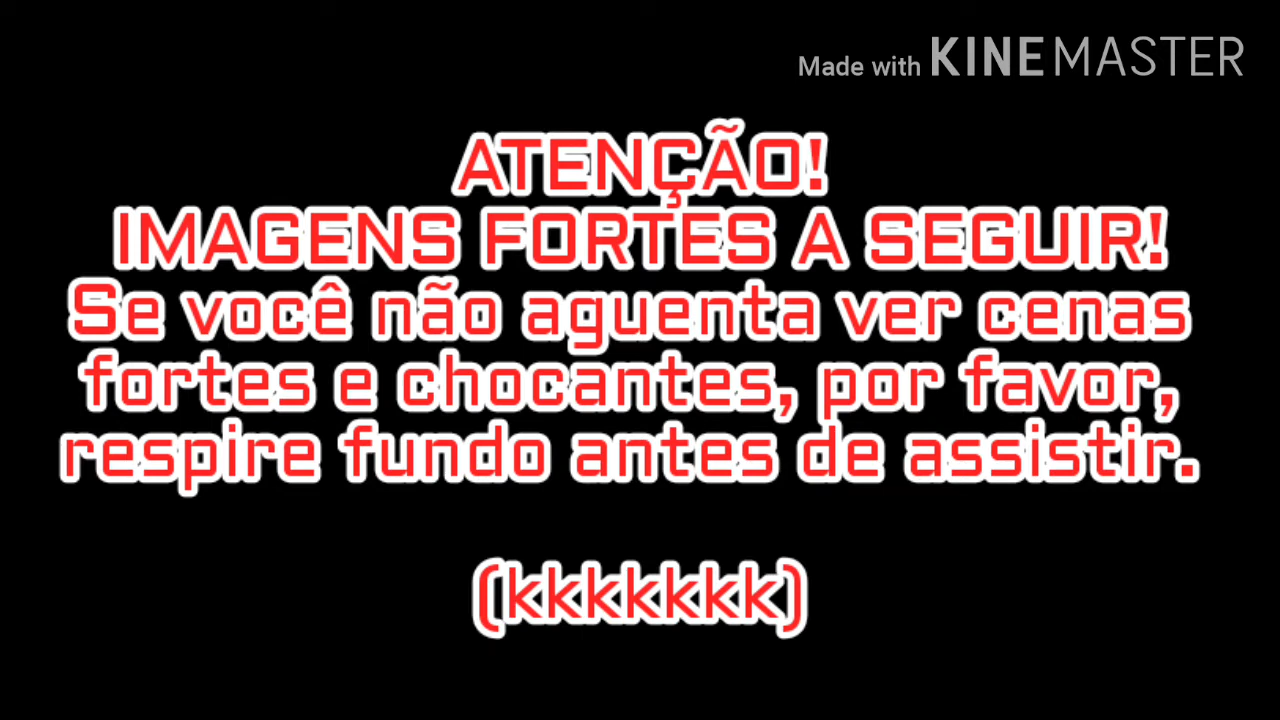 Made with KINEMASTER
ATENÇÃO!
IMAGENS FORTES A SEGUIR!
Se você não aguenta ver cenas
fortes e chocantes, por favor,
respire fundo antes de assistir.
(kkkkkkk)